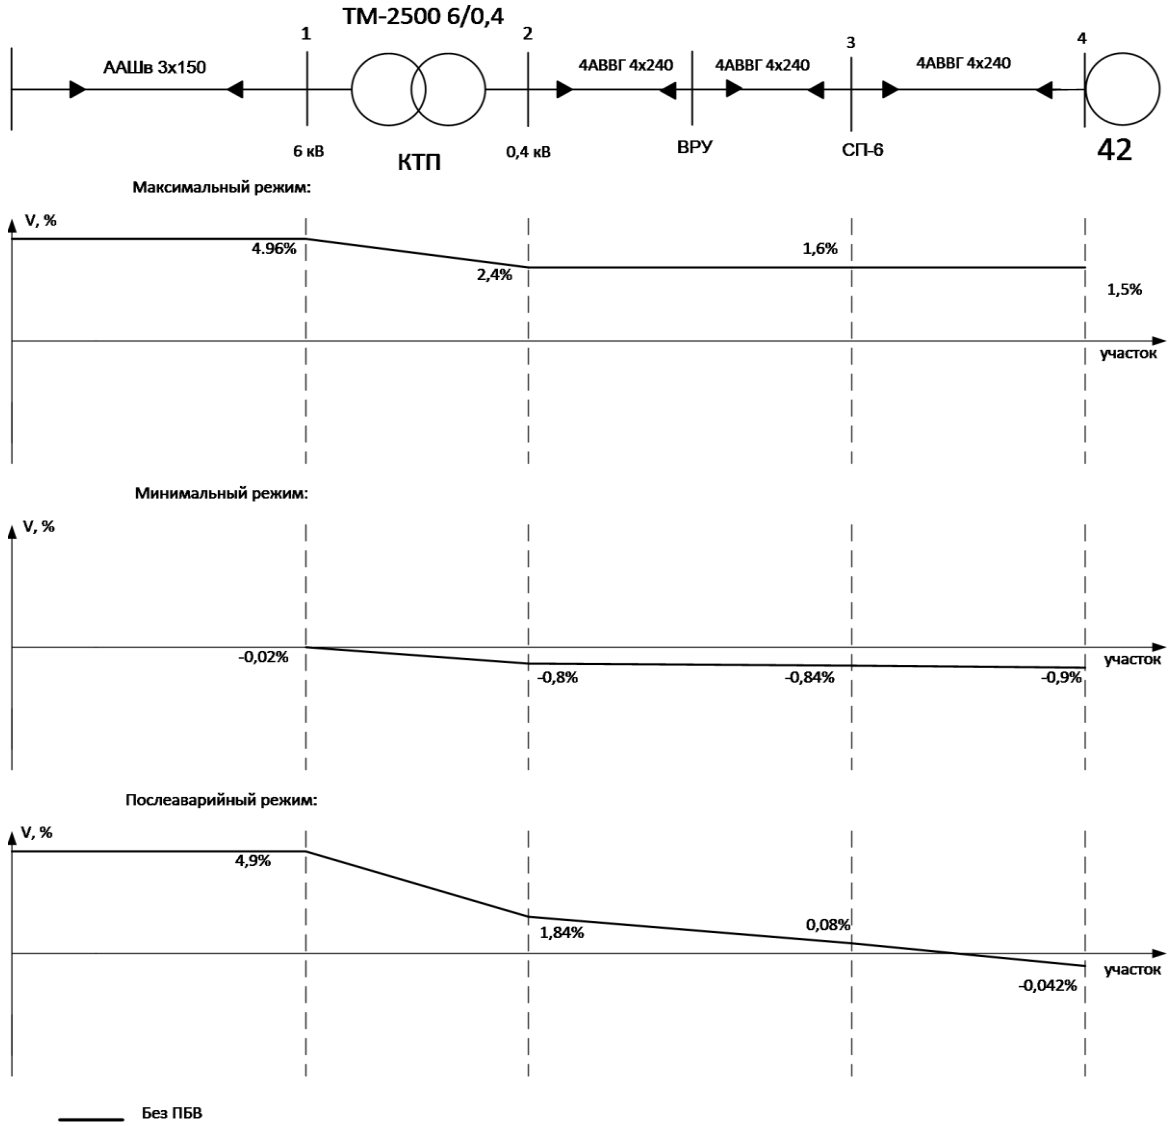 ТМ-2500 6/0,4
1
2
3
4
ААШв 3х150
4АВВГ 4х240
4АВВГ 4х240
4АВВГ 4х240
6 кВ
КТП
0,4 кВ
ВРУ
СП-6
42
Максимальный режим:
V, %
4.96%
2,4%
1,6%
1,5%
участок
Минимальный режим:
V, %
-0,02%
-0,8%
-0,84%
-0,9%
участок
Послеаварийный режим:
V, %
4,9%
1,84%
0,08%
-0,042%
участок
Без ПБВ